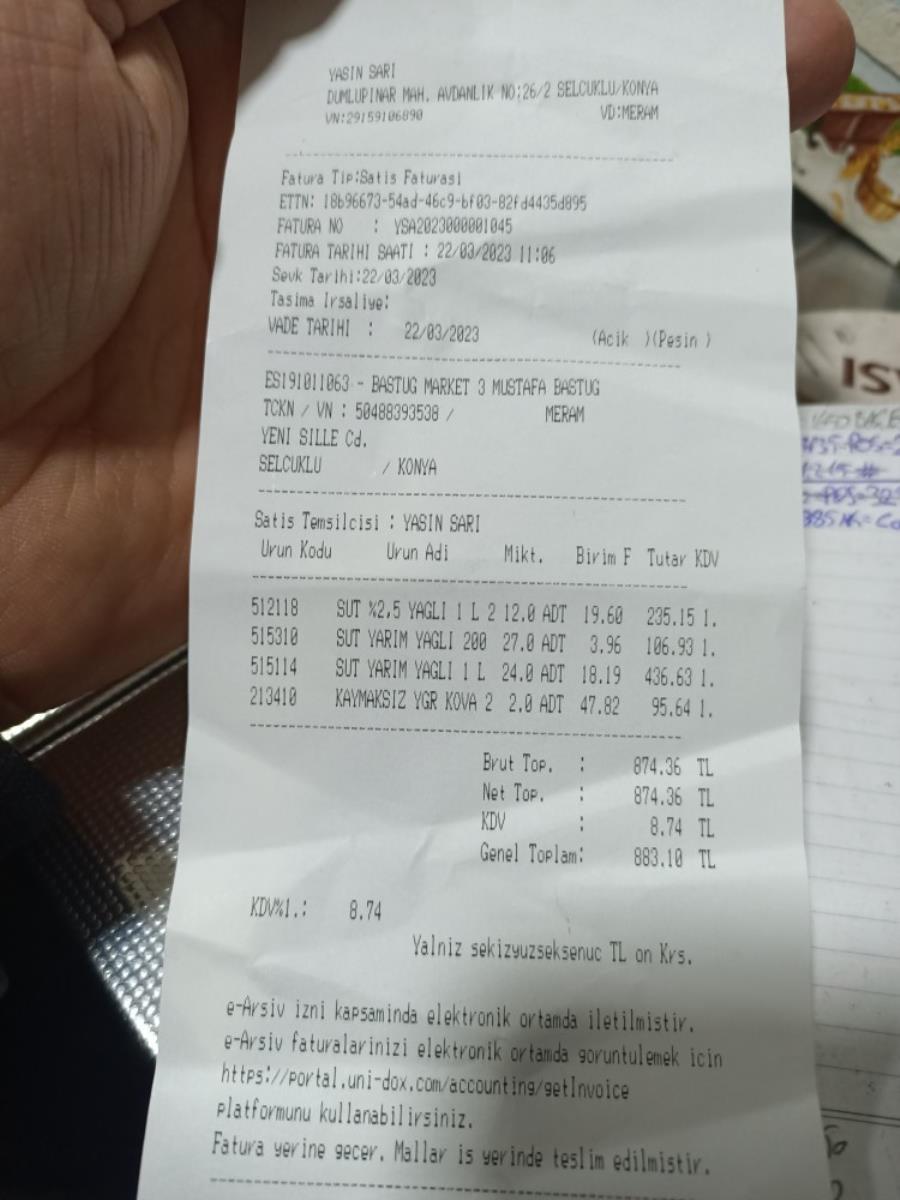 YASIN SARI
DUMLUPINAR MAH. AVDANLIK NO:26/2 SELCUKLU/KONYA
VN:29159106890 VD:MERAM
Fatura Tip:Satis Faturasi
ETTN: 18b96673-54ad-46c9-bf03-82fd4435d895
FATURA NO : YSA2023000001045
FATURA TARIHI SAATI : 22/03/2023 11:06
Sevk Tarihi:22/03/2023
Tasima Irsaliye:
VADE TARIHI : 22/03/2023 (Acik )(Pesin )
ES191011063 - BASTUG MARKET 3 MUSTAFA BASTUG
TCKN / VN : 50488393538 / MERAM
YENI SILLE Cd.
SELCUKLU / KONYA
Satis Temsilcisi : YASIN SARI
Urun Kodu Urun Adi Mikt. Birim F Tutar KDV
512118 SUT %2,5 YAGLI 1 L 2 12.0 ADT 19.60 235.15 1.
515310 SUT YARIM YAGLI 200 27.0 ADT 3.96 106.93 1.
515114 SUT YARIM YAGLI 1 L 24.0 ADT 18.19 436.63 1.
213410 KAYMAKSIZ YGR KOVA 2 2.0 ADT 47.82 95.64 1.
Brut Top. : 874.36 TL
Net Top. : 874.36 TL
KDV : 8.74 TL
Genel Toplam: 883.10 TL
KDV%1.: 8.74
Yalniz sekizyuzseksenuc TL on Krs.
e-Arsiv izni kapsaminda elektronik ortamda iletilmistir.
e-Arsiv faturalarinizi elektronik ortamda goruntulemek icin
https://portal.uni-dox.com/accounting/getInvoice
platformunu kullanabilirsiniz.
Fatura yerine gecer. Mallar is yerinde teslim edilmistir.